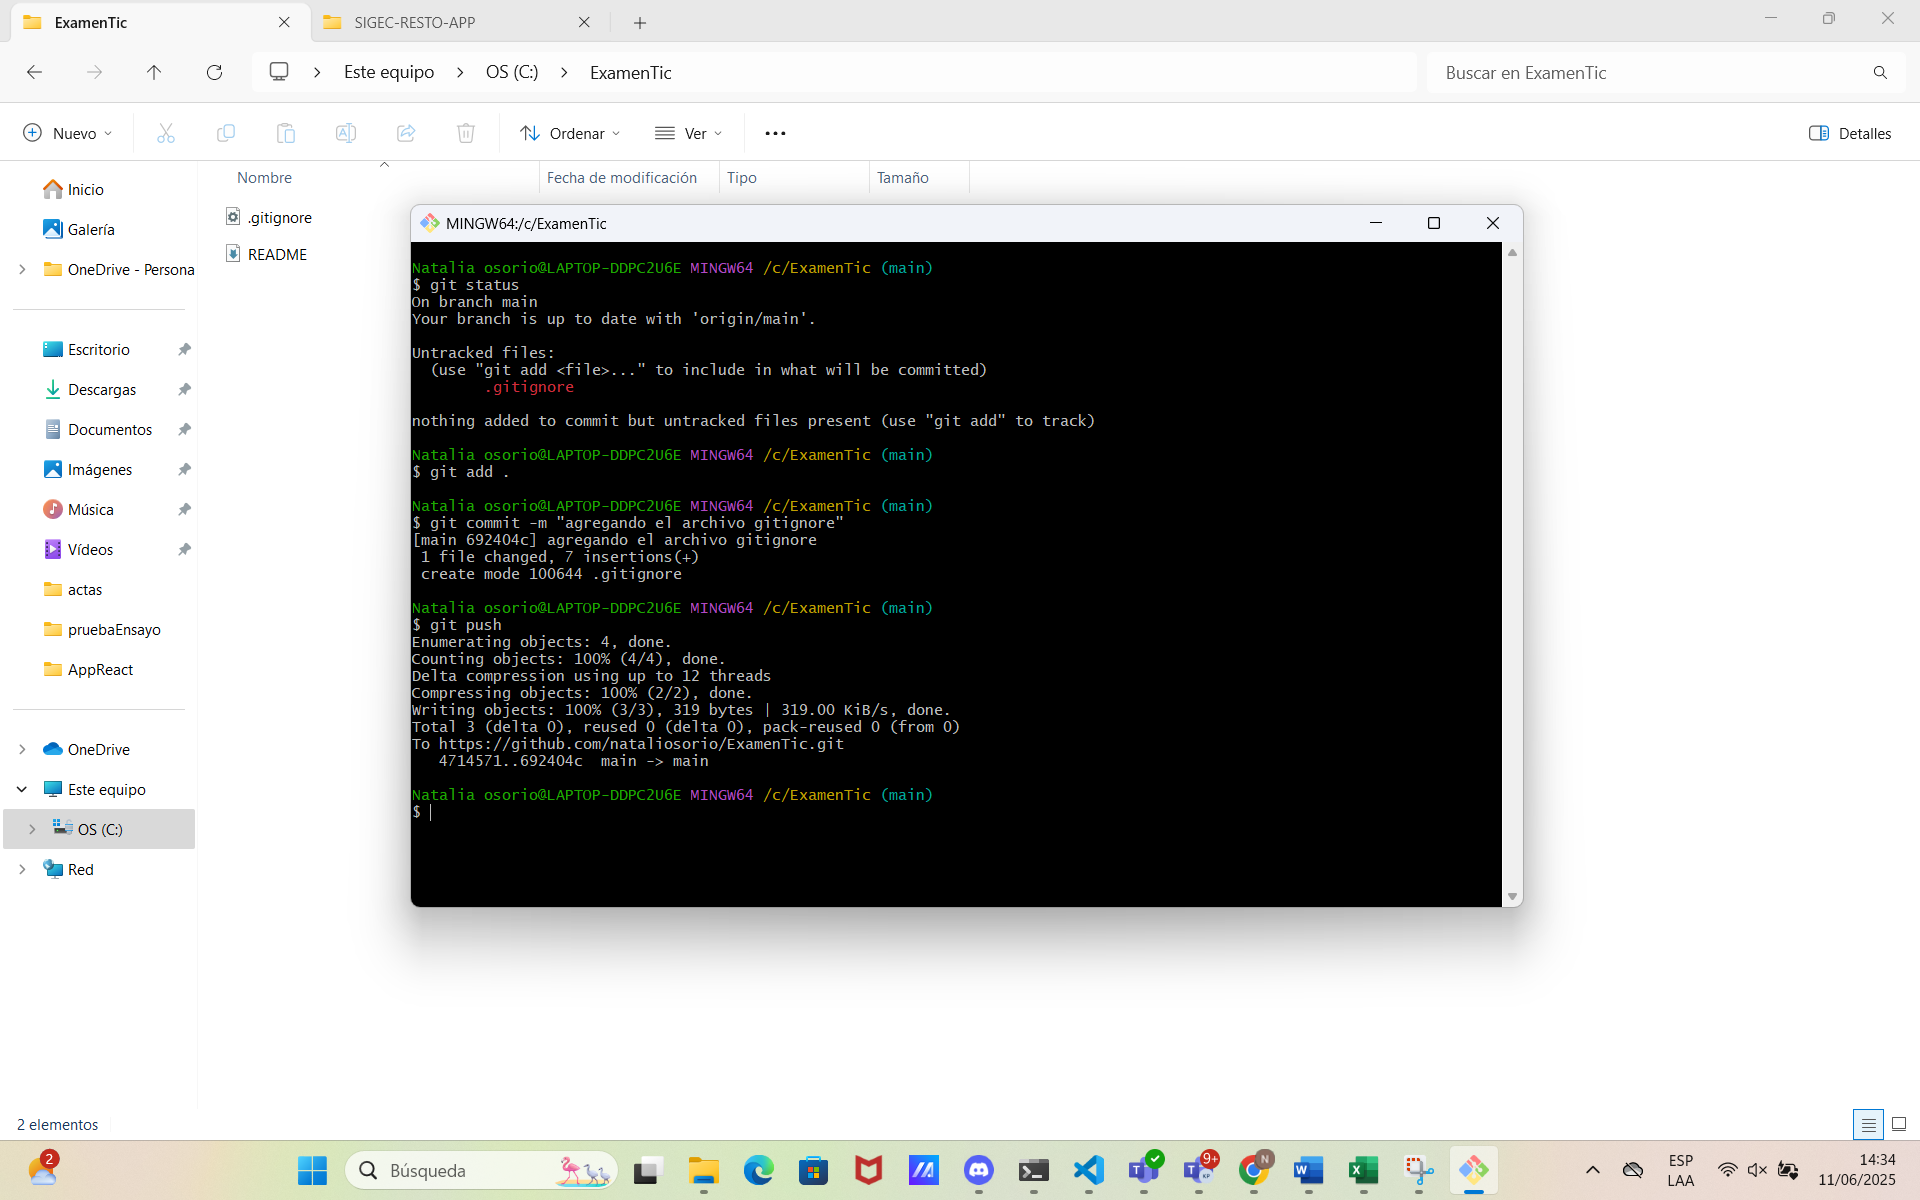 ExamenTic
SIGEC-RESTO-APP
Este equipo
OS (C:)
ExamenTic
Buscar en ExamenTic
Nuevo
Ordenar
Ver
Detalles
Nombre
Fecha de modificación
Tipo
Tamaño
.gitignore
README
Inicio
Galería
OneDrive - Persona
Escritorio
Descargas
Documentos
Imágenes
Música
Vídeos
actas
pruebaEnsayo
AppReact
OneDrive
Este equipo
OS (C:)
Red
MINGW64:/c/ExamenTic
Natalia osorio@LAPTOP-DDPC2U6E MINGW64 /c/ExamenTic (main)
$ git status
On branch main
Your branch is up to date with 'origin/main'.
Untracked files:
(use "git add <file>..." to include in what will be committed)
.gitignore
nothing added to commit but untracked files present (use "git add" to track)
Natalia osorio@LAPTOP-DDPC2U6E MINGW64 /c/ExamenTic (main)
$ git add .
Natalia osorio@LAPTOP-DDPC2U6E MINGW64 /c/ExamenTic (main)
$ git commit -m "agregando el archivo gitignore"
[main 692404c] agregando el archivo gitignore
1 file changed, 7 insertions(+)
create mode 100644 .gitignore
Natalia osorio@LAPTOP-DDPC2U6E MINGW64 /c/ExamenTic (main)
$ git push
Enumerating objects: 4, done.
Counting objects: 100% (4/4), done.
Delta compression using up to 12 threads
Compressing objects: 100% (2/2), done.
Writing objects: 100% (3/3), 319 bytes | 319.00 KiB/s, done.
Total 3 (delta 0), reused 0 (delta 0), pack-reused 0 (from 0)
To https://github.com/nataliosorio/ExamenTic.git
4714571..692404c  main -> main
Natalia osorio@LAPTOP-DDPC2U6E MINGW64 /c/ExamenTic (main)
$
2 elementos
2
Búsqueda
9+
N
ESP
LAA
14:34
11/06/2025